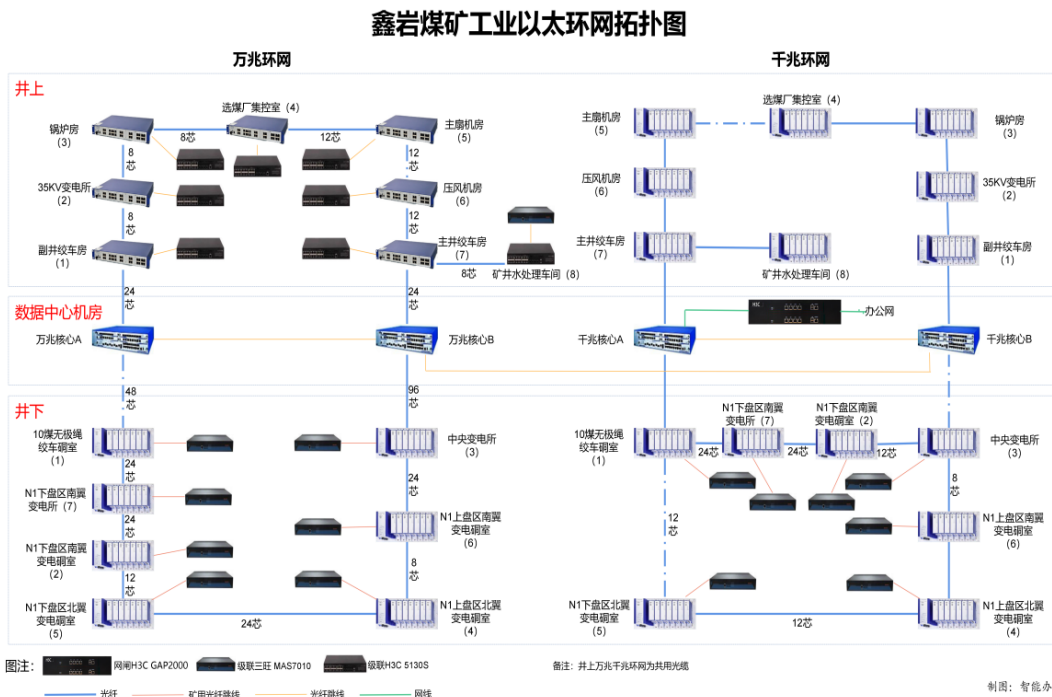 鑫岩煤矿工业以太环网拓扑图
万兆环网
千兆环网
井上
选煤厂集控室（4）
锅炉房
（3）
8芯
12芯
主扇机房
（5）
8
芯
12
芯
35KV变电所
（2）
压风机房
（6）
8
芯
12
芯
副井绞车房
（1）
主井绞车房
（7）
8芯
矿井水处理车间（8）
24
芯
24
芯
主扇机房
（5）
选煤厂集控室（4）
锅炉房
（3）
压风机房
（6）
35KV变电所
（2）
主井绞车房
（7）
矿井水处理车间（8）
副井绞车房
（1）
数据中心机房
万兆核心A
万兆核心B
千兆核心A
H3C
办公网
千兆核心B
48
芯
96
芯
井下
10煤无极绳
绞车硐室
（1）
中央变电所
（3）
24
芯
24
芯
N1下盘区南翼
变电所（7）
N1上盘区南翼
变电硐室
（6）
24
芯
8
芯
N1下盘区南翼
变电硐室
（2）
12
芯
N1下盘区北翼
变电硐室
（5）
24芯
N1上盘区北翼
变电硐室
（4）
10煤无极绳
绞车硐室
（1）
24芯
N1下盘区南翼
变电所（7）
24芯
N1下盘区南翼
变电硐室（2）
12芯
中央变电所
（3）
12
芯
8
芯
N1上盘区南翼
变电硐室
（6）
N1下盘区北翼
变电硐室
（5）
12芯
N1上盘区北翼
变电硐室
（4）
图注：
网闸H3C GAP2000
级联三旺 MAS7010
级联H3C 5130S
备注：井上万兆千兆环网为共用光缆
光纤
矿用光纤跳线
光纤跳线
网线
制图：智能办